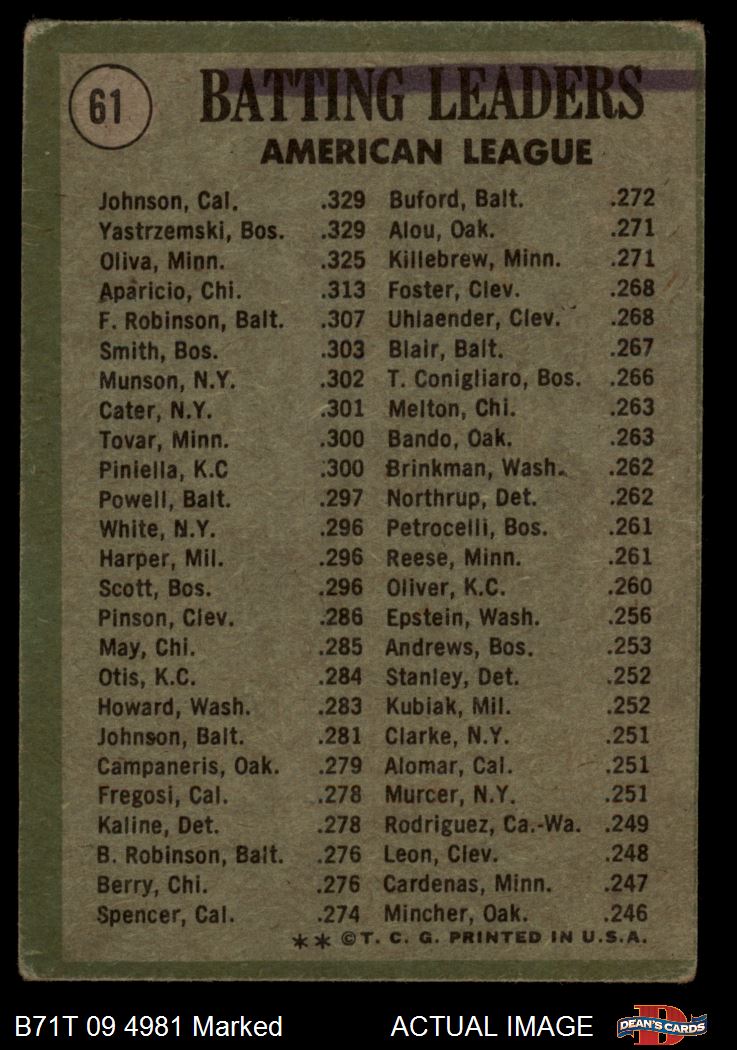 61
BATTING LEADERS
AMERICAN LEAGUE
Johnson, Cal. .329 Buford, Balt. .272
Yastrzemski, Bos. .329 Alou, Oak. .271
Oliva, Minn. .325 Killebrew, Minn. .271
Aparicio, Chi. .313 Foster, Clev. .268
F. Robinson, Balt. .307 Uhlaender, Clev. .268
Smith, Bos. .303 Blair, Balt. .267
Munson, N.Y. .302 T. Conigliaro, Bos. .266
Cater, N.Y. .301 Melton, Chi. .263
Tovar, Minn. .300 Bando, Oak. .263
Piniella, K.C .300 Brinkman, Wash. .262
Powell, Balt. .297 Northrup, Det. .262
White, N.Y. .296 Petrocelli, Bos. .261
Harper, Mil. .296 Reese, Minn. .261
Scott, Bos. .296 Oliver, K.C. .260
Pinson, Clev. .286 Epstein, Wash. .256
May, Chi. .285 Andrews, Bos. .253
Otis, K.C. .284 Stanley, Det. .252
Howard, Wash. .283 Kubiak, Mil. .252
Johnson, Balt. .281 Clarke, N.Y. .251
Campaneris, Oak. .279 Alomar, Cal. .251
Fregosi, Cal. .278 Murcer, N.Y. .251
Kaline, Det. .278 Rodriguez, Ca.-Wa. .249
B. Robinson, Balt. .276 Leon, Clev. .248
Berry, Chi. .276 Cardenas, Minn. .247
Spencer, Cal. .274 Mincher, Oak. .246
** ©T. C. G. PRINTED IN U.S.A.
B71T 09 4981 Marked ACTUAL IMAGE DEAN'S CARDS